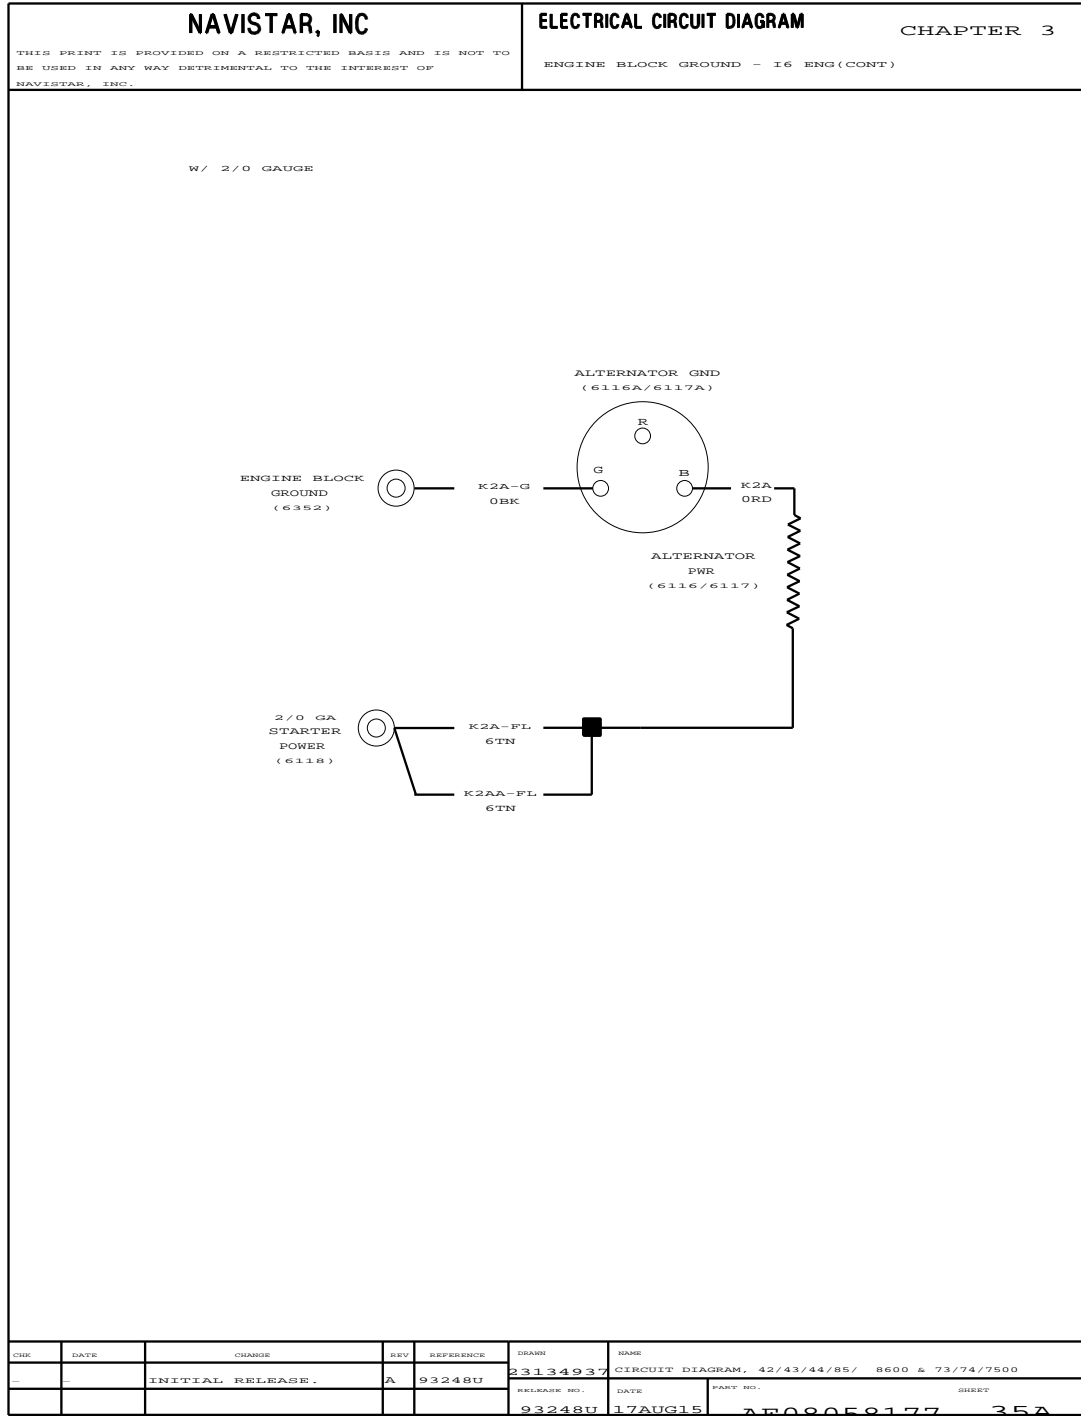 NAVISTAR, INC
THIS PRINT IS PROVIDED ON A RESTRICTED BASIS AND IS NOT TO
BE USED IN ANY WAY DETRIMENTAL TO THE INTEREST OF
NAVISTAR, INC.
ELECTRICAL CIRCUIT DIAGRAM
CHAPTER 3
ENGINE BLOCK GROUND - I6 ENG(CONT)
W/ 2/0 GAUGE
ALTERNATOR GND
(6116A/6117A)
R
G
B
ENGINE BLOCK
GROUND
(6352)
K2A-G
0BK
K2A
0RD
ALTERNATOR
PWR
(6116/6117)
2/0 GA
STARTER
POWER
(6118)
K2A-FL
6TN
K2AA-FL
6TN
CHK DATE CHANGE REV REFERENCE
- - INITIAL RELEASE. A 93248U
DRAWN
23134937
NAME
CIRCUIT DIAGRAM, 42/43/44/85/ 8600 & 73/74/7500
RELEASE NO.
93248U
DATE
17AUG15
PART NO.
AE08058177
SHEET
35A